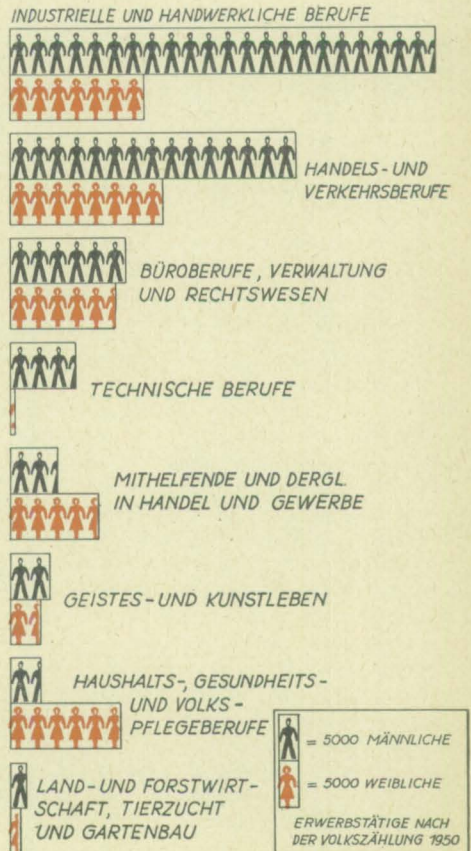 INDUSTRIELLE UND HANDWERKLICHE BERUFE
HANDELS- UND
VERKEHRSBERUFE
BÜROBERUFE, VERWALTUNG
UND RECHTSWESEN
TECHNISCHE BERUFE
MITHELFENDE UND DERGL.
IN HANDEL UND GEWERBE
GEISTES- UND KUNSTLEBEN
HAUSHALTS-, GESUNDHEITS-
UND VOLKS-
PFLEGEBERUFE
LAND- UND FORSTWIRT-
SCHAFT, TIERZUCHT
UND GARTENBAU
= 5000 MÄNNLICHE
= 5000 WEIBLICHE
ERWERBSTÄTIGE NACH
DER VOLKSZÄHLUNG 1950